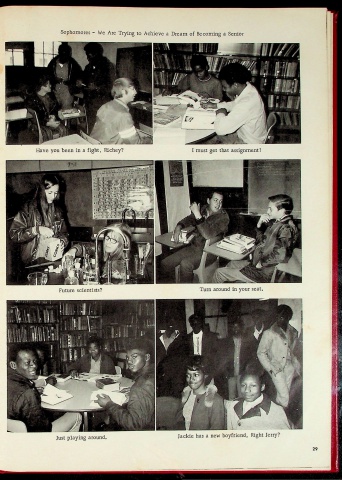 Sophomores - We Are Trying to Achieve a Dream of Becoming a Senior
Have you been in a fight, Richey?
I must get that assignment!
Future scientists?
Turn around in your seat.
Just playing around.
Jackie has a new boyfriend, Right Jerry?
29